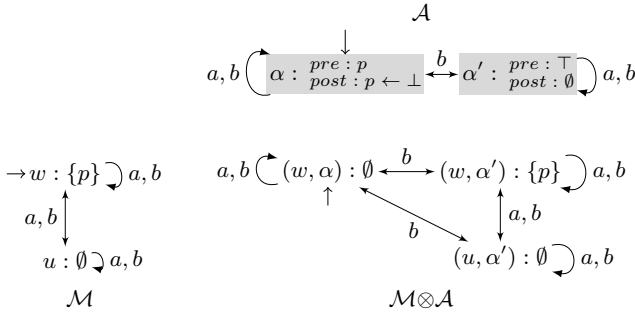 𝒜
a, b α : pre : p post : p ← ⊥ b α′ : pre : ⊤ post : ∅ a, b
→ w : {p} a, b
a, b
u : ∅ a, b
ℳ
a, b (w, α) : ∅ b (w, α′) : {p} a, b
b a, b
(u, α′) : ∅ a, b
ℳ⊗𝒜